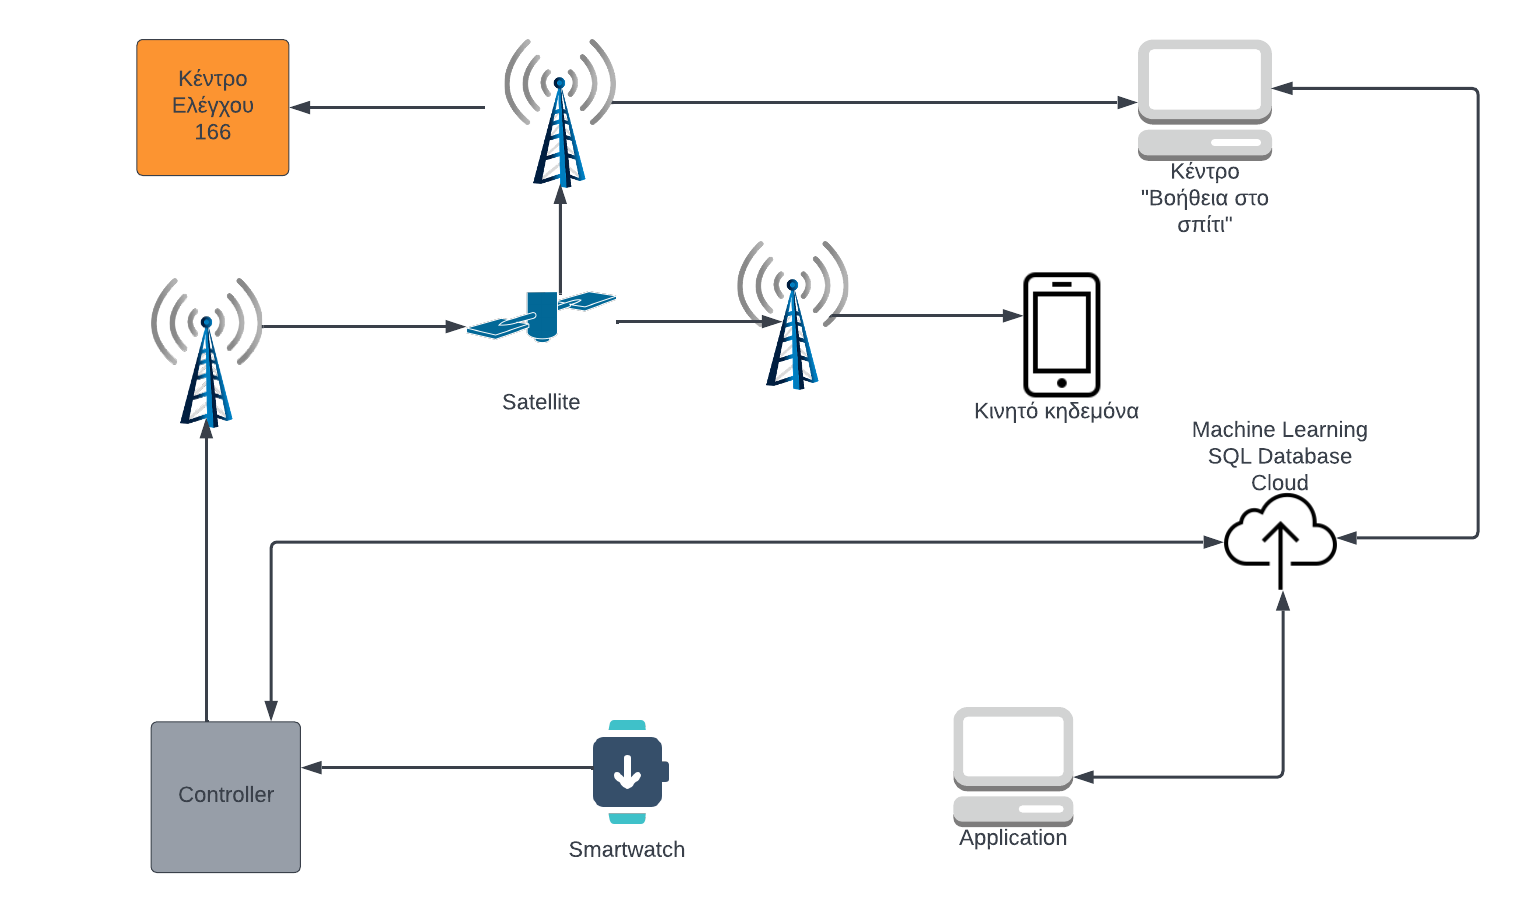 Κέντρο
Ελέγχου
166
Κέντρο
"Βοήθεια στο
σπίτι"
Satellite
Κινητό κηδεμόνα
Machine Learning
SQL Database
Cloud
Controller
Smartwatch
Application